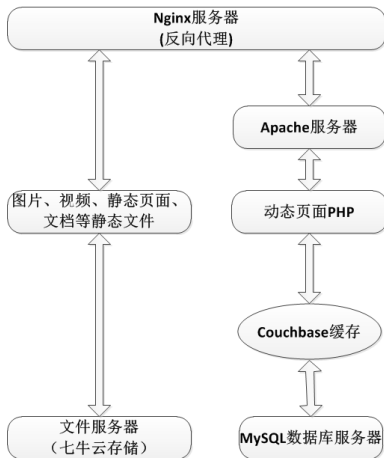 Nginx服务器
(反向代理)
Apache服务器
图片、视频、静态页面、
文档等静态文件
动态页面PHP
Couchbase缓存
文件服务器
（七牛云存储）
MySQL数据库服务器